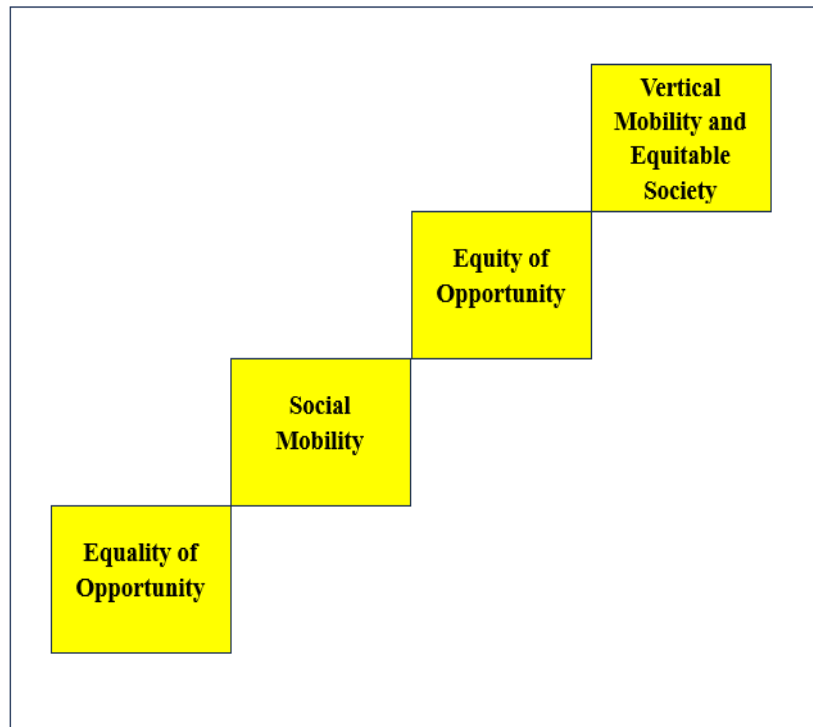 Vertical
Mobility and
Equitable
Society
Equity of
Opportunity
Social
Mobility
Equality of
Opportunity